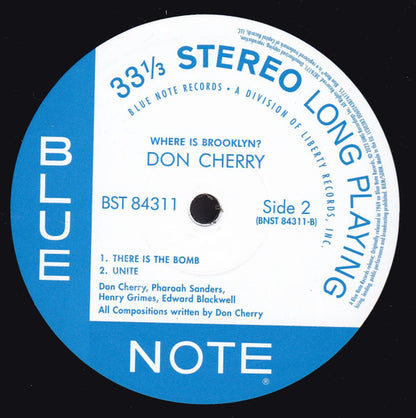 33⅓ STEREO LONG PLAYING
BLUE NOTE RECORDS • A DIVISION OF LIBERTY RECORDS, INC.
WHERE IS BROOKLYN?
DON CHERRY
BST 84311
Side 2
(BNST 84311-B)
1. THERE IS THE BOMB
2. UNITE
Don Cherry, Pharoah Sanders,
Henry Grimes, Edward Blackwell
All Compositions written by Don Cherry
BLUE
NOTE
®